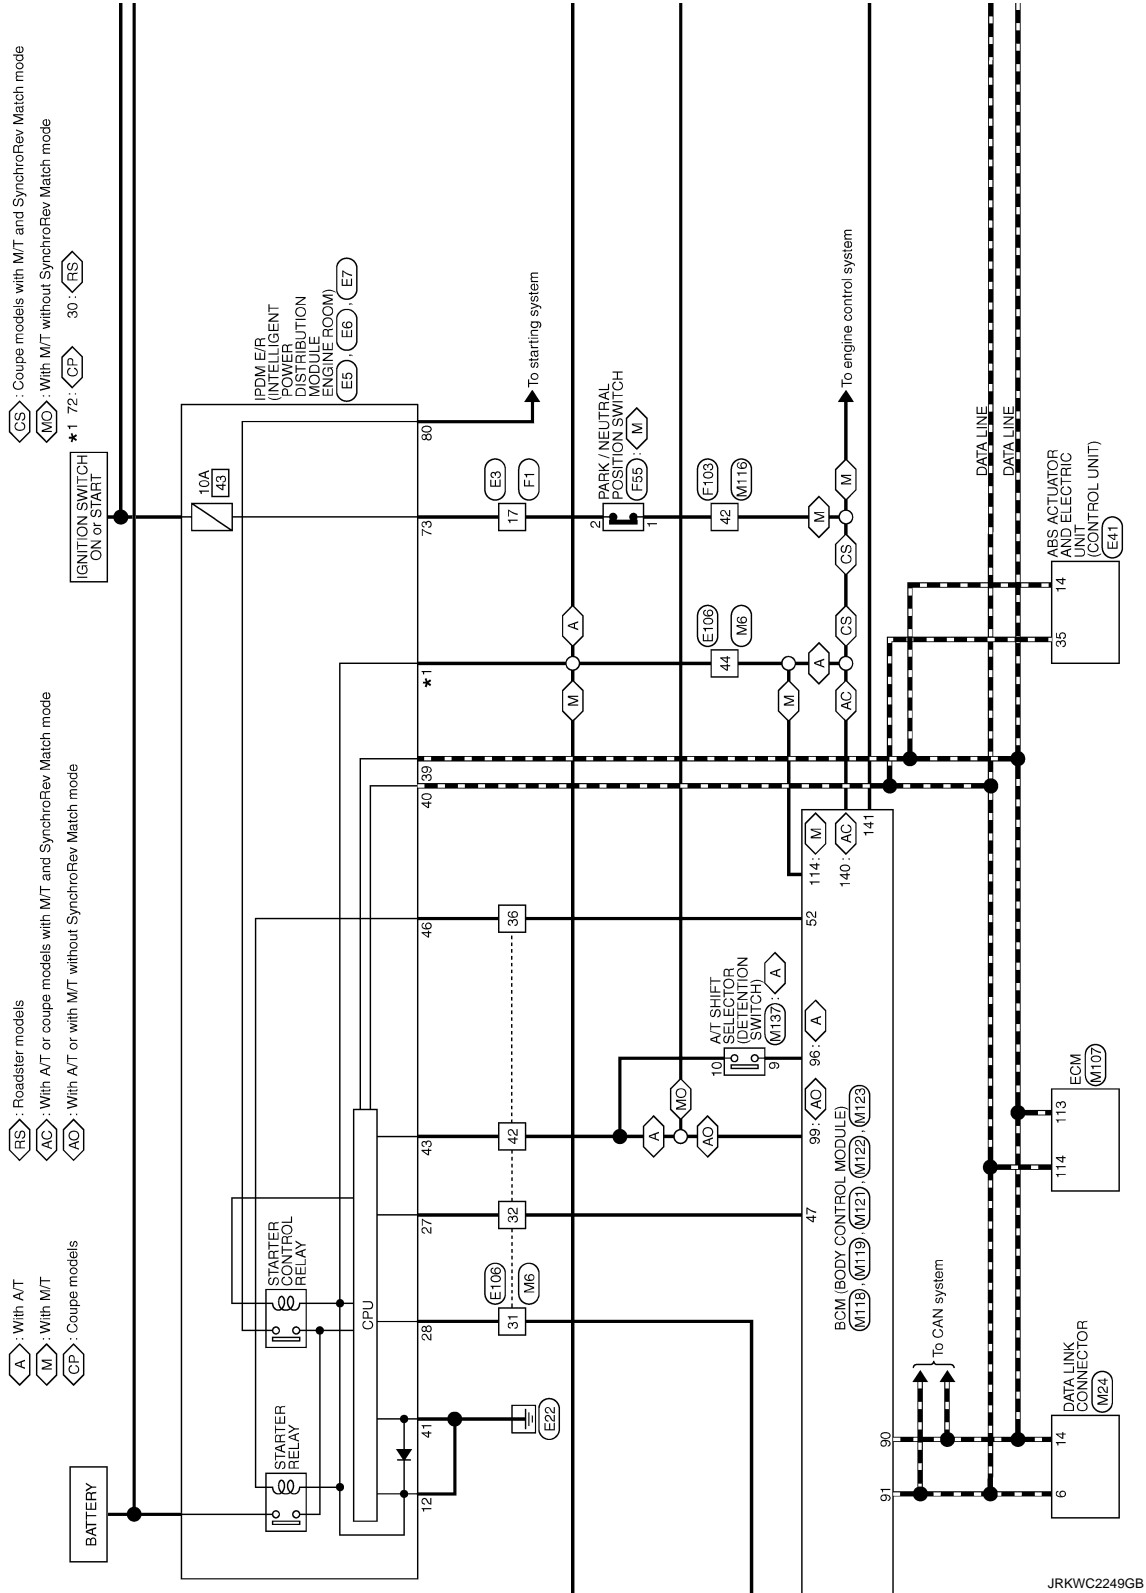 A : With A/T
M : With M/T
CP : Coupe models
RS : Roadster models
AC : With A/T or coupe models with M/T and SynchroRev Match mode
AO : With A/T or with M/T without SynchroRev Match mode
CS : Coupe models with M/T and SynchroRev Match mode
MO : With M/T without SynchroRev Match mode
*1 72 : CP 30 : RS
BATTERY
IGNITION SWITCH
ON or START
STARTER
RELAY
STARTER
CONTROL
RELAY
CPU
10A
43
IPDM E/R
(INTELLIGENT
POWER
DISTRIBUTION
MODULE
ENGINE ROOM)
E5 , E6 , E7
12
41
28
27
43
46
40
39
*1
73
80
E22
E106
M6
31
32
42
36
E3
F1
17
To starting system
PARK / NEUTRAL
POSITION SWITCH
F55 : M
2
1
M
A
E106
M6
44
F103
M116
42
A
MO
AO
10
9
A/T SHIFT
SELECTOR
(DETENTION
SWITCH)
M137 : A
M
A
M
AC
CS
CS
M
To engine control system
47
99 : AO
96 : A
52
114 : M
140 : AC
141
BCM (BODY CONTROL MODULE)
M118 , M119 , M121 , M122 , M123
91
90
To CAN system
DATA LINE
DATA LINE
6
14
DATA LINK
CONNECTOR
M24
114
113
ECM
M107
35
14
ABS ACTUATOR
AND ELECTRIC
UNIT
(CONTROL UNIT)
E41
JRKWC2249GB